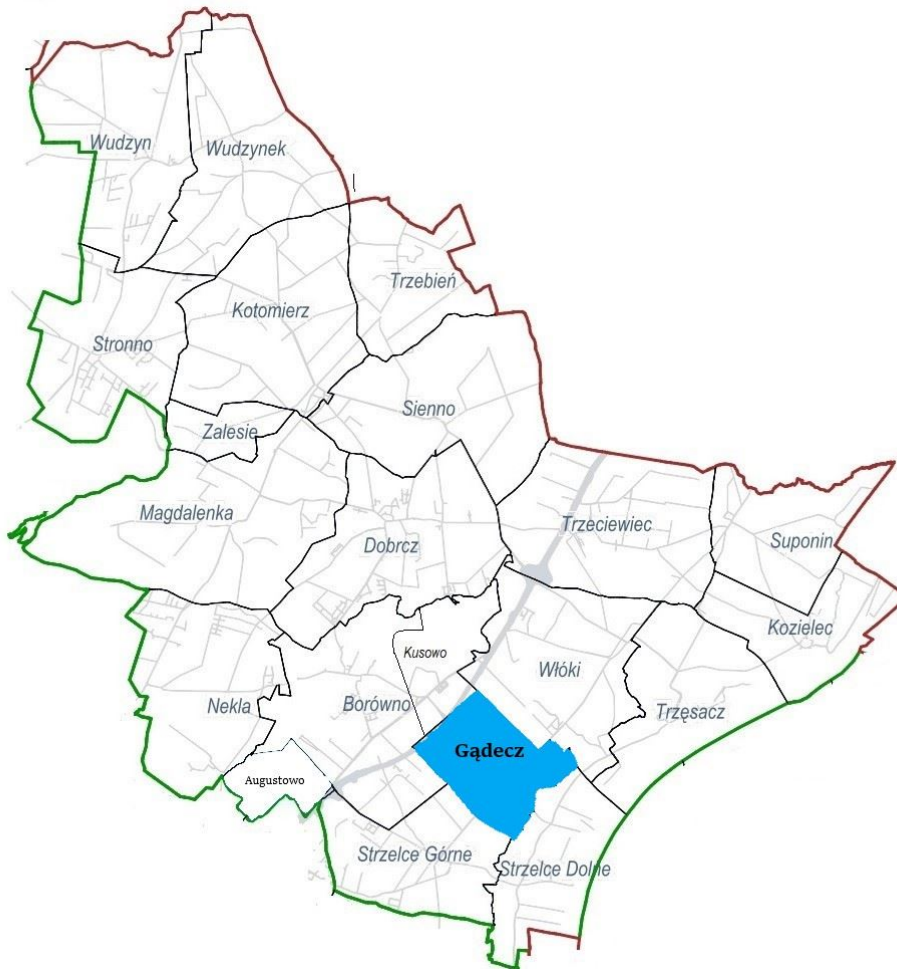 Wudzyn
Wudzynek
Trzebień
Kotomierz
Stronno
Sienno
Zalesie
Magdalenka
Trzeciewiec
Suponin
Dobrcz
Kozielec
Kusowo
Włóki
Nekla
Borówno
Trzęsacz
Gądecz
Augustowo
Strzelce Górne
Strzelce Dolne